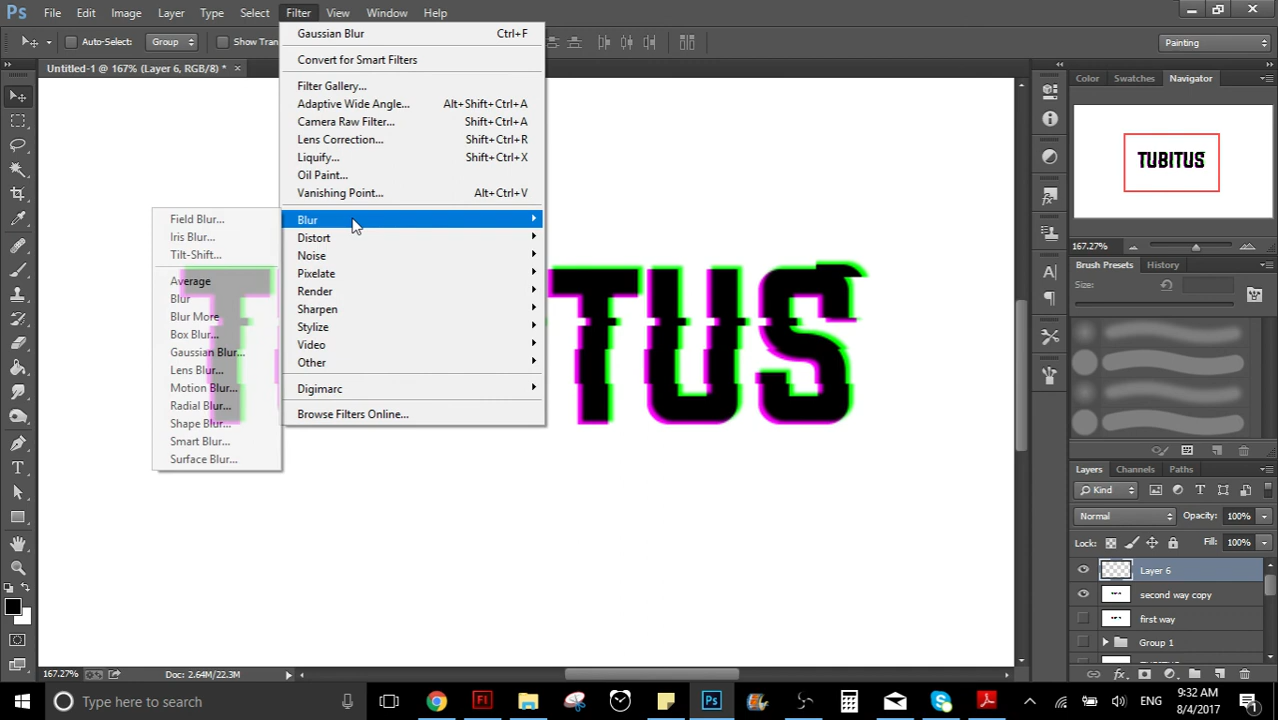 Ps File Edit Image Layer Type Select Filter View Window Help
Auto-Select: Group Show Tran
Painting
Untitled-1 @ 167% (Layer 6, RGB/8) *
Gaussian Blur Ctrl+F
Convert for Smart Filters
Filter Gallery...
Adaptive Wide Angle... Alt+Shift+Ctrl+A
Camera Raw Filter... Shift+Ctrl+A
Lens Correction... Shift+Ctrl+R
Liquify... Shift+Ctrl+X
Oil Paint...
Vanishing Point... Alt+Ctrl+V
Blur
Distort
Noise
Pixelate
Render
Sharpen
Stylize
Video
Other
Digimarc
Browse Filters Online...
Field Blur...
Iris Blur...
Tilt-Shift...
Average
Blur
Blur More
Box Blur...
Gaussian Blur...
Lens Blur...
Motion Blur...
Radial Blur...
Shape Blur...
Smart Blur...
Surface Blur...
T TUS
Color Swatches Navigator
TUBITUS
167.27%
Brush Presets History
Size:
Layers Channels Paths
Kind
Normal Opacity: 100%
Lock: Fill: 100%
Layer 6
second way copy
first way
Group 1
167.27% Doc: 2.64M/22.3M
Type here to search
Fl
Ps
ENG
9:32 AM
8/4/2017
1